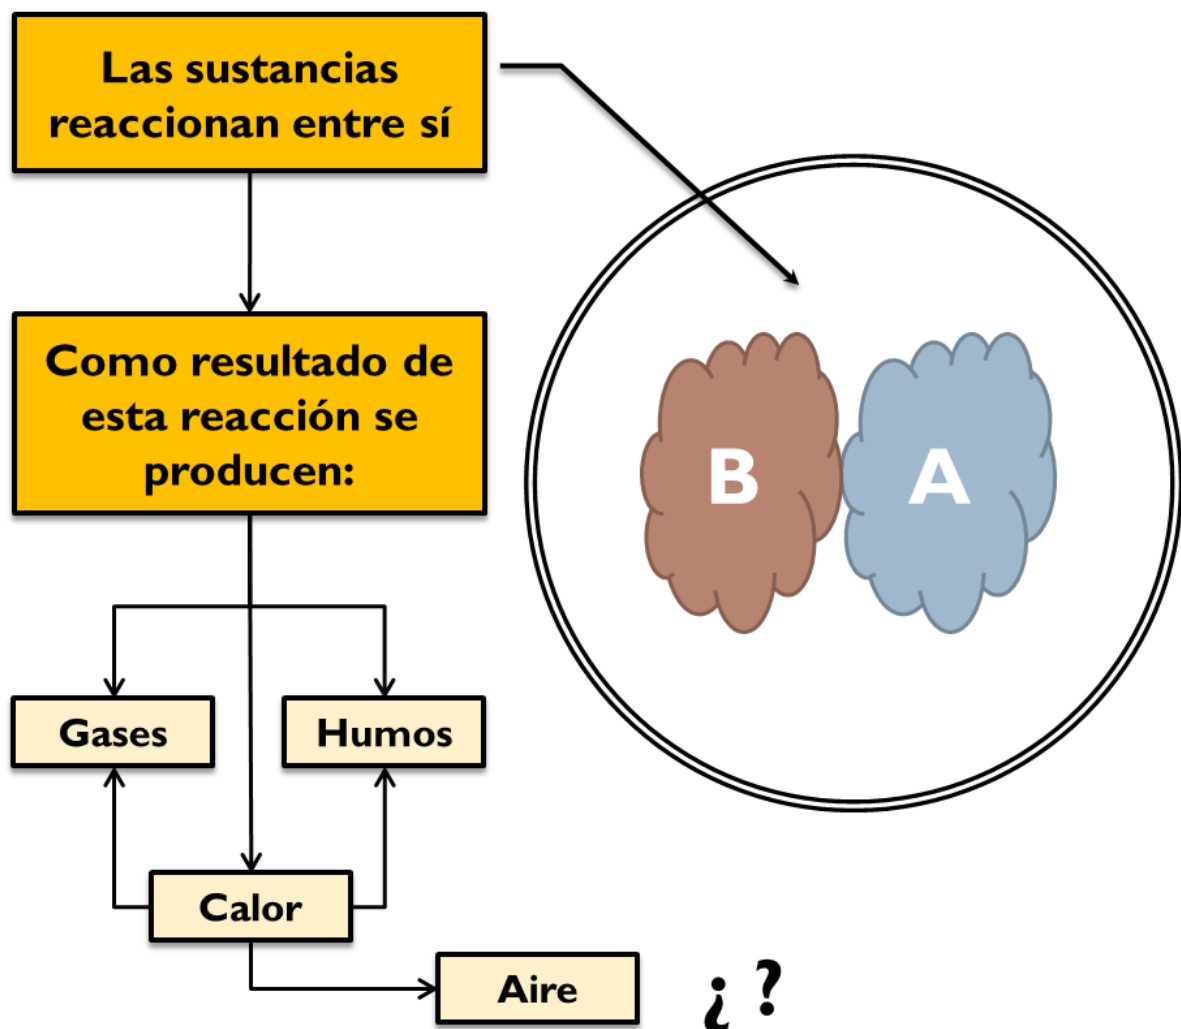 Las sustancias
reaccionan entre sí
Como resultado de
esta reacción se
producen:
B
A
Gases
Humos
Calor
Aire
¿ ?